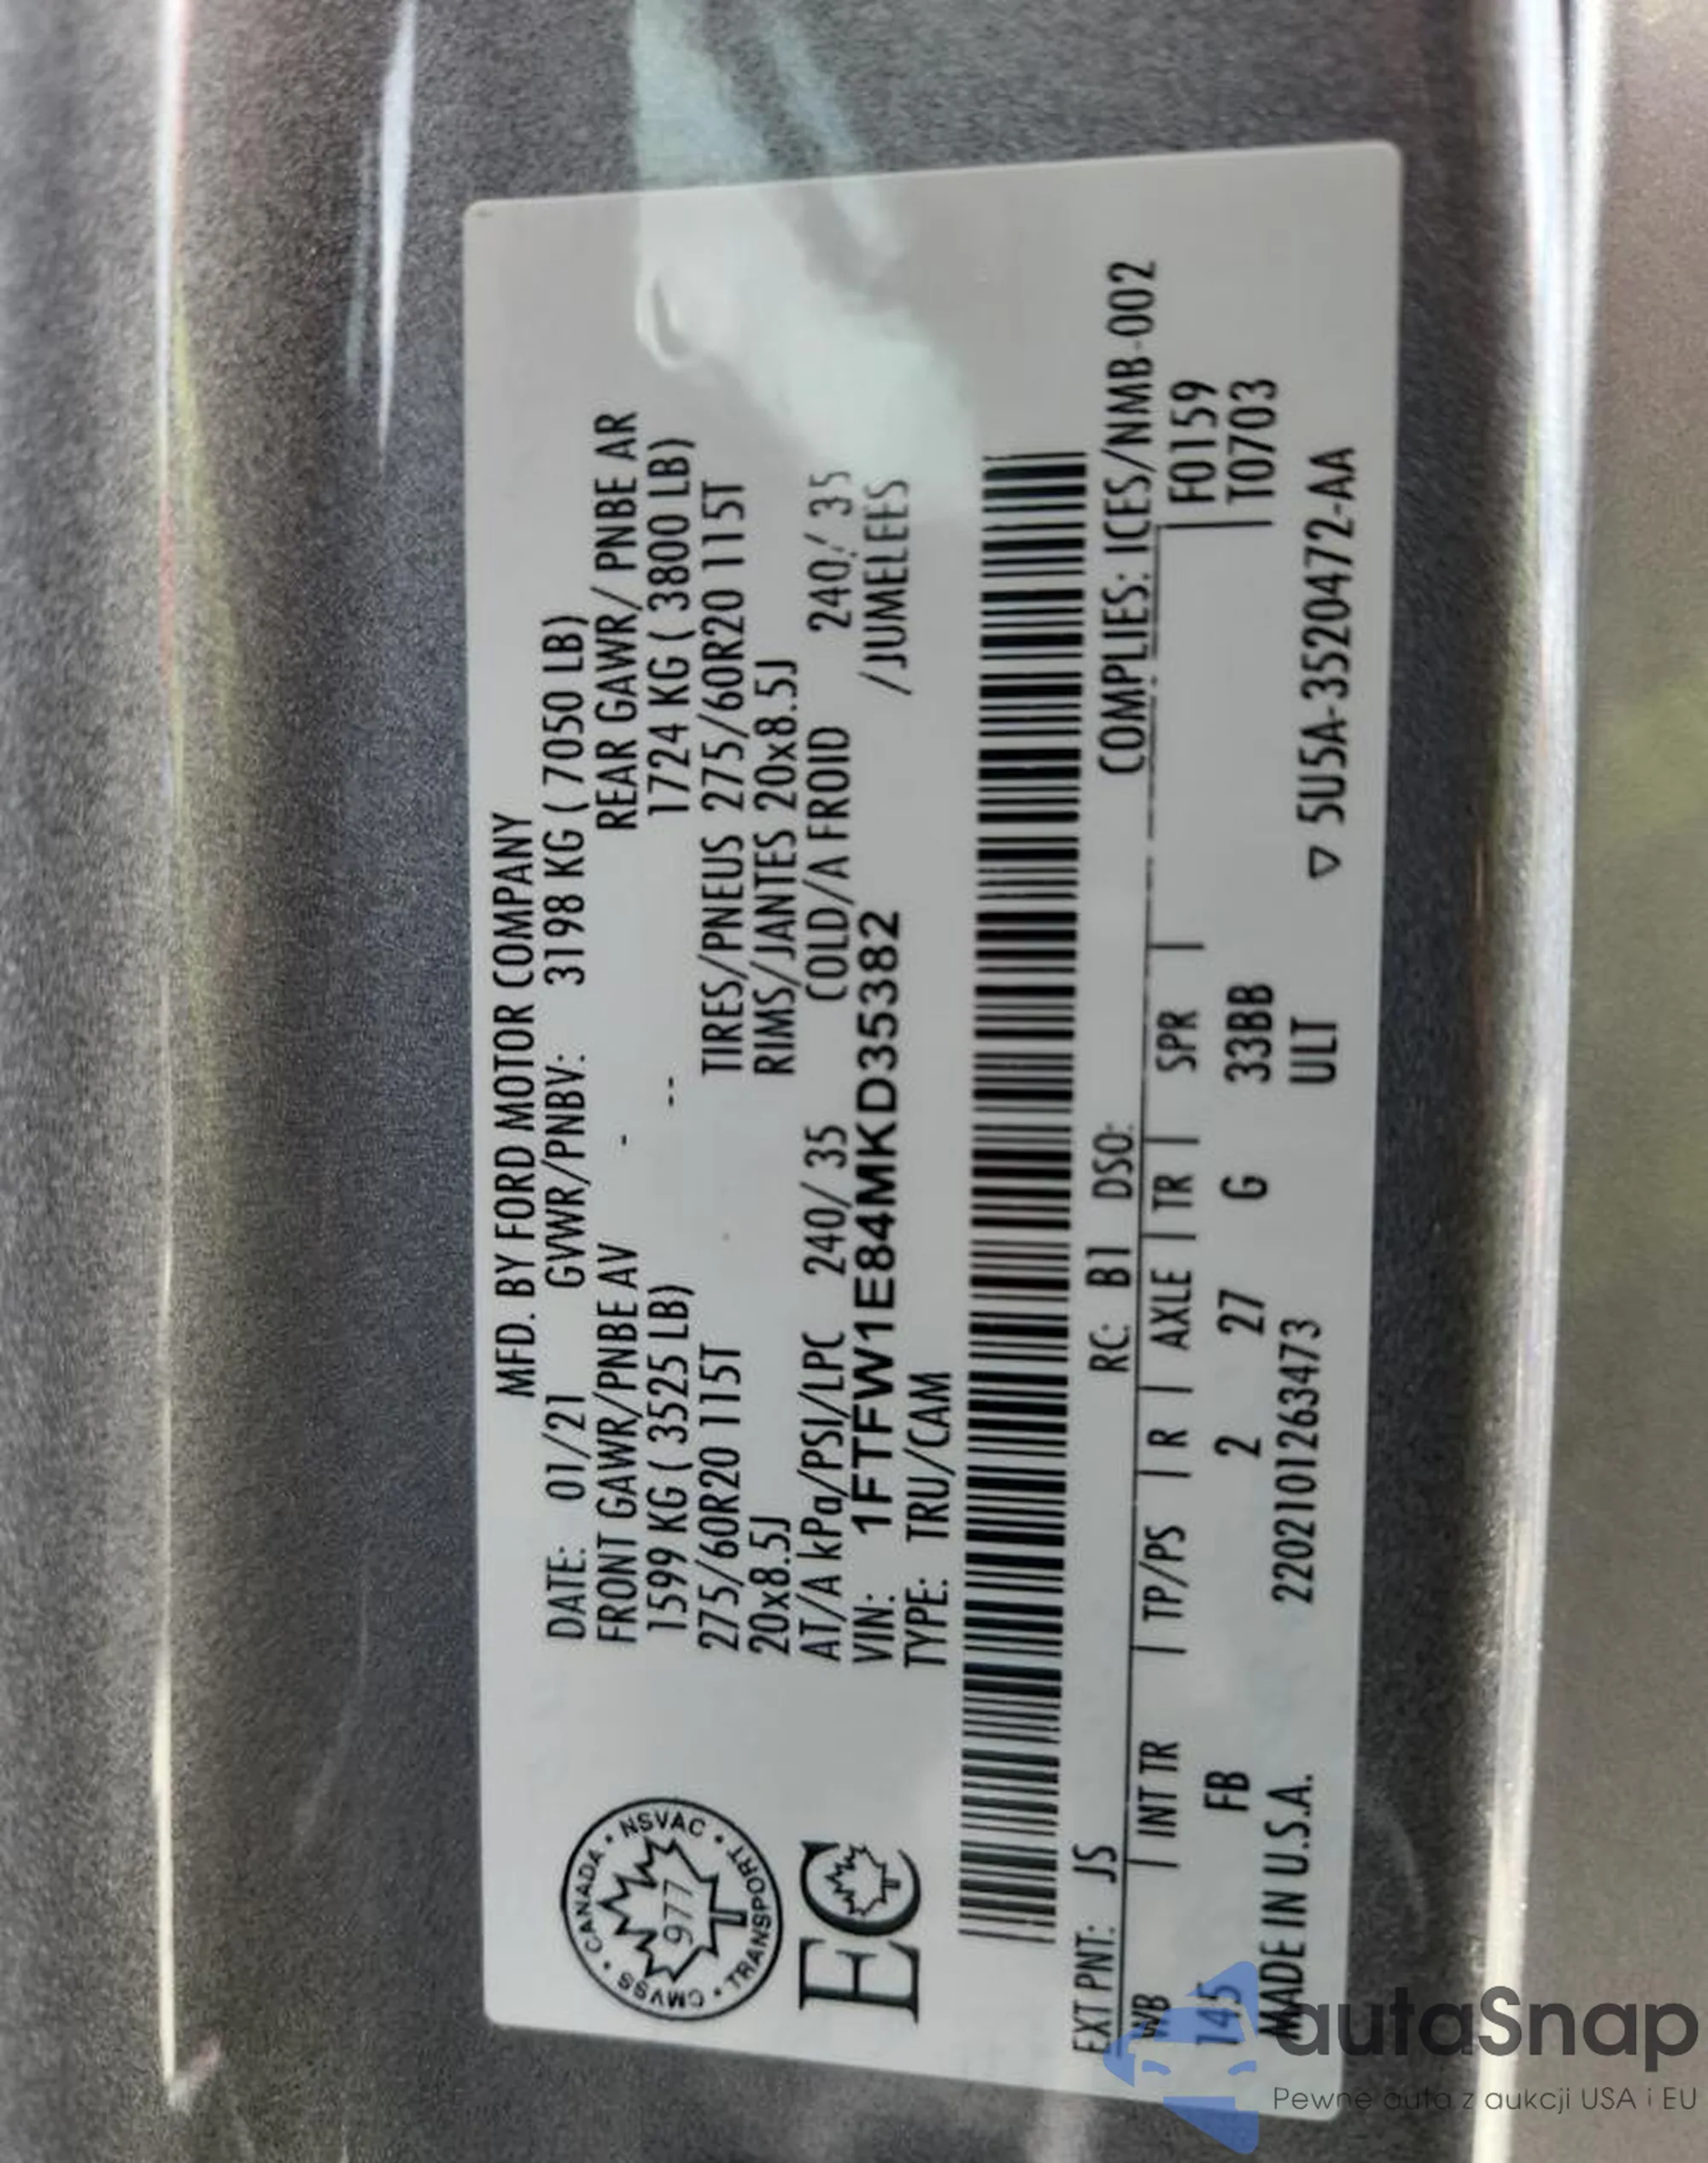 MFD. BY FORD MOTOR COMPANY
DATE: 01/21 GVWR/PNBV: 3198 KG ( 7050 LB)
FRONT GAWR/PNBE AV - REAR GAWR/ PNBE AR
1599 KG ( 3525 LB) -- 1724 KG ( 3800 LB)
275/60R20 115T TIRES/PNEUS 275/60R20 115T
20x8.5J RIMS/JANTES 20x8.5J
AT/A kPa/PSI/LPC 240/ 35 COLD/A FROID 240/ 35
VIN: 1FTFW1E84MKD35382 /JUMELEES
TYPE: TRU/CAM
CANADA • NSVAC • TRANSPORT • CMVSS •
977
EC
EXT PNT: JS RC: B1 DSO: COMPLIES: ICES/NMB-002
WB | INT TR | TP/PS | R | AXLE | TR | SPR | | F0159
145 FB 2 27 G 33BB | T0703
MADE IN U.S.A. 2202101263473 ULT ▽ 5U5A-3520472-AA
autaSnap
Pewne auta z aukcji USA i EU